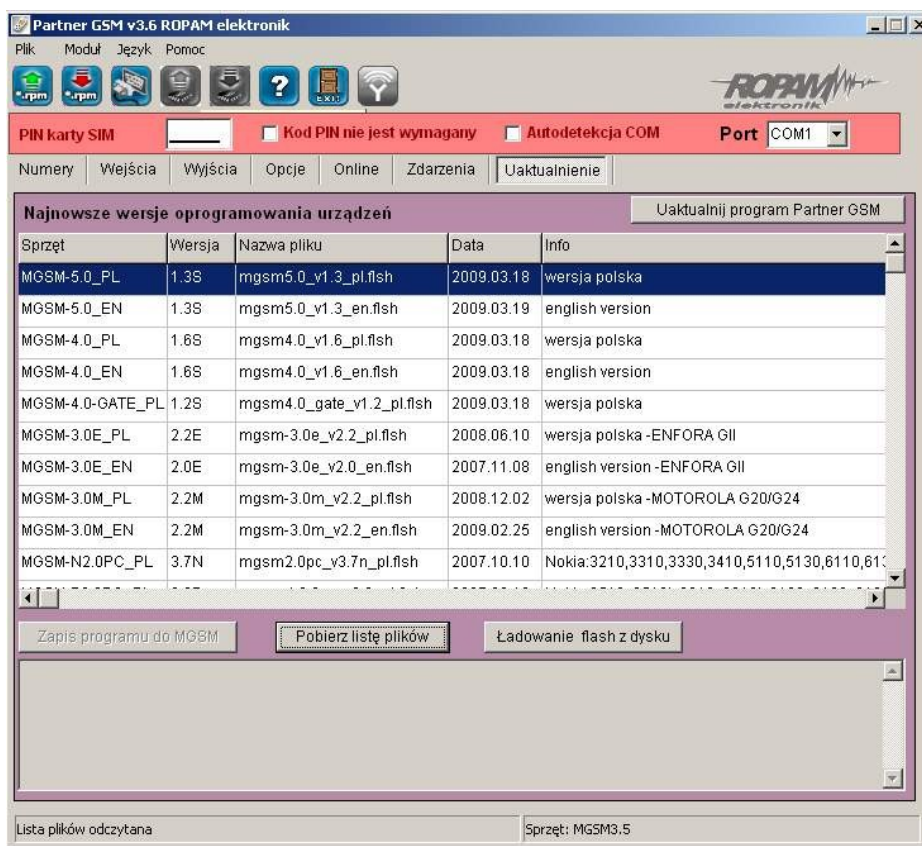 Partner GSM v3.6 ROPAM elektronik
Plik Moduł Język Pomoc
*.rpm *.rpm ? EXIT ROPAM elektronik
PIN karty SIM Kod PIN nie jest wymagany Autodetekcja COM Port COM1
Numery Wejścia Wyjścia Opcje Online Zdarzenia Uaktualnienie
Najnowsze wersje oprogramowania urządzeń Uaktualnij program Partner GSM
Sprzęt Wersja Nazwa pliku Data Info
MGSM-5.0_PL 1.3S mgsm5.0_v1.3_pl.flsh 2009.03.18 wersja polska
MGSM-5.0_EN 1.3S mgsm5.0_v1.3_en.flsh 2009.03.19 english version
MGSM-4.0_PL 1.6S mgsm4.0_v1.6_pl.flsh 2009.03.18 wersja polska
MGSM-4.0_EN 1.6S mgsm4.0_v1.6_en.flsh 2009.03.18 english version
MGSM-4.0-GATE_PL 1.2S mgsm4.0_gate_v1.2_pl.flsh 2009.03.18 wersja polska
MGSM-3.0E_PL 2.2E mgsm-3.0e_v2.2_pl.flsh 2008.06.10 wersja polska -ENFORA GII
MGSM-3.0E_EN 2.0E mgsm-3.0e_v2.0_en.flsh 2007.11.08 english version -ENFORA GII
MGSM-3.0M_PL 2.2M mgsm-3.0m_v2.2_pl.flsh 2008.12.02 wersja polska -MOTOROLA G20/G24
MGSM-3.0M_EN 2.2M mgsm-3.0m_v2.2_en.flsh 2009.02.25 english version -MOTOROLA G20/G24
MGSM-N2.0PC_PL 3.7N mgsm2.0pc_v3.7n_pl.flsh 2007.10.10 Nokia:3210,3310,3330,3410,5110,5130,6110,613
Zapis programu do MGSM Pobierz listę plików Ładowanie flash z dysku
Lista plików odczytana Sprzęt: MGSM3.5